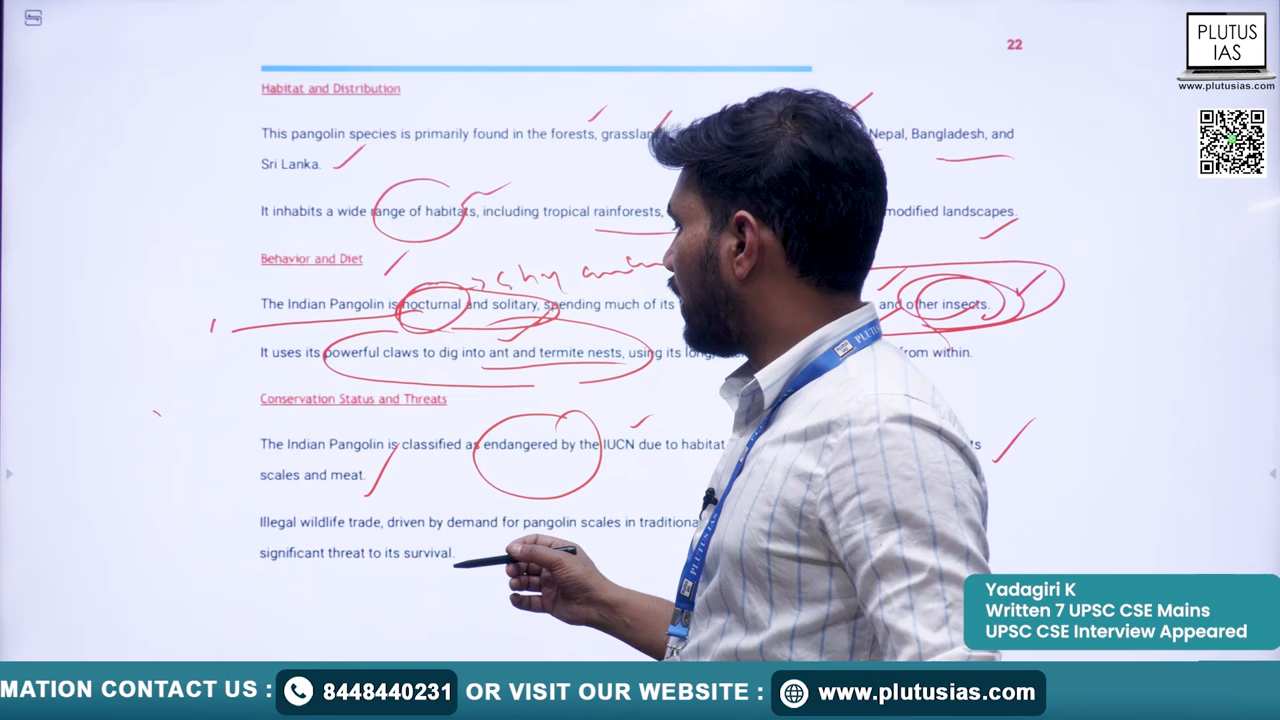 22
PLUTUS
IAS
www.plutusias.com
Habitat and Distribution
This pangolin species is primarily found in the forests, Nepal, Bangladesh, and
Sri Lanka.
It inhabits a wide range of habitats, including tropical rainforests, modified landscapes.
Behavior and Diet
shy
The Indian Pangolin is nocturnal and solitary, spending much of its and other insects.
It uses its powerful claws to dig into ant and termite nests, using its from within.
Conservation Status and Threats
The Indian Pangolin is classified as endangered by the IUCN due to habitat
scales and meat.
Illegal wildlife trade, driven by demand for pangolin scales in
significant threat to its survival.
PLUTUS IAS
Yadagiri K
Written 7 UPSC CSE Mains
UPSC CSE Interview Appeared
MATION CONTACT US : 8448440231 OR VISIT OUR WEBSITE : www.plutusias.com